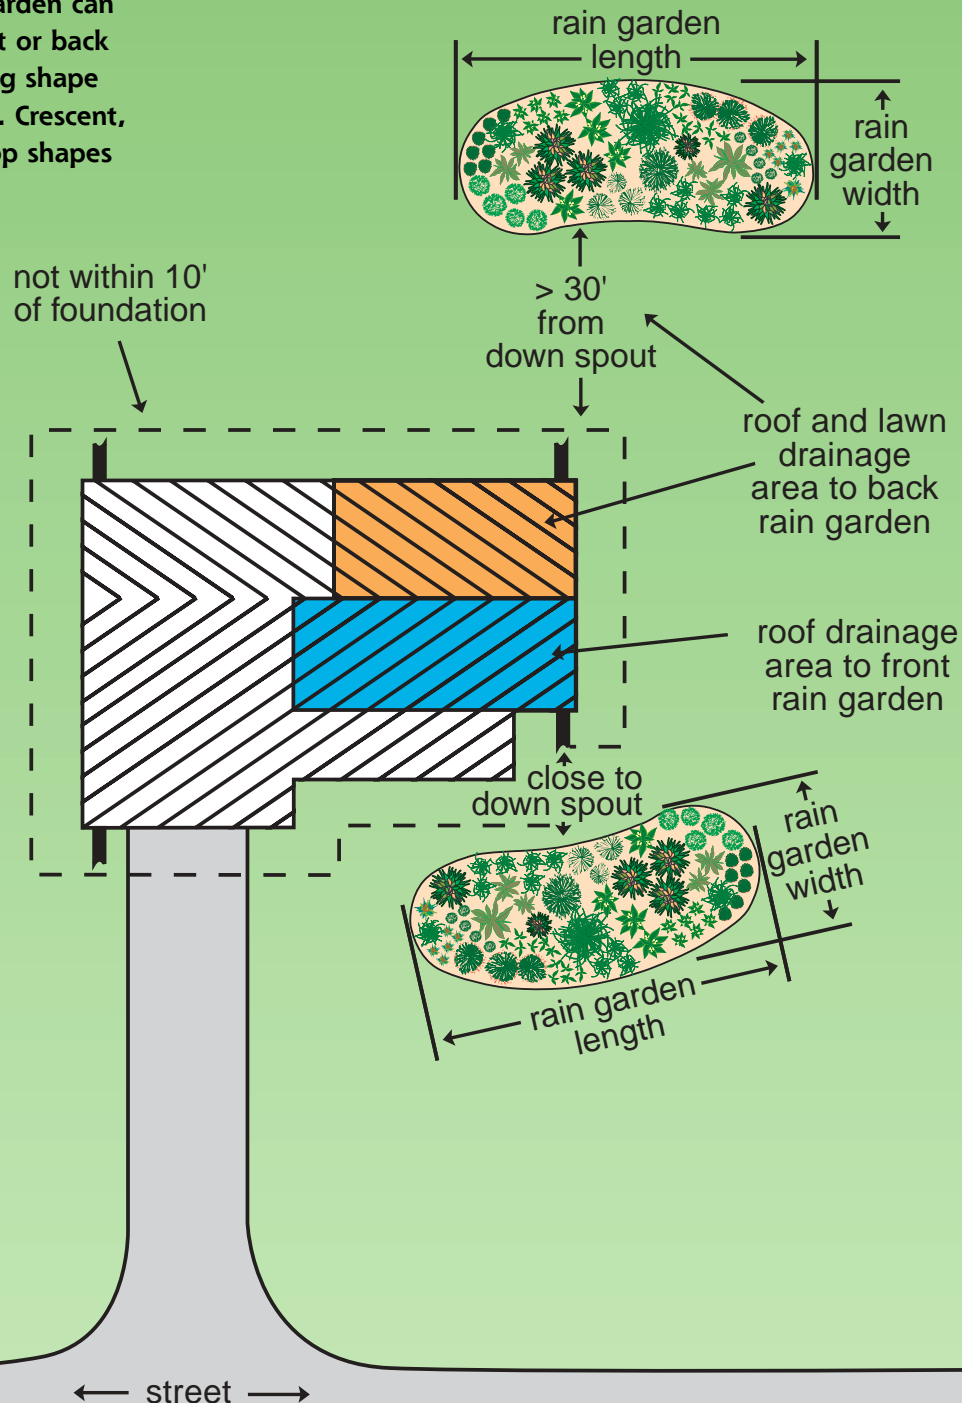 can
t or back
g shape
. Crescent,
shapes
rain garden
length
rain
garden
width
not within 10'
of foundation
> 30'
from
down spout
roof and lawn
drainage
area to back
rain garden
roof drainage
area to front
rain garden
close to
down spout
rain
garden
width
rain garden
length
street